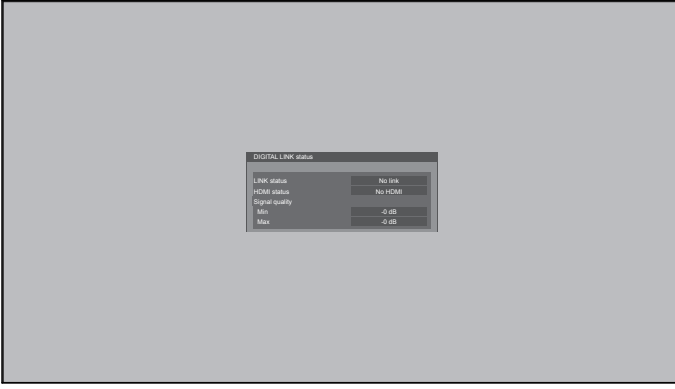 DIGITAL LINK status
LINK status No link
HDMI status No HDMI
Signal quality
Min -0 dB
Max -0 dB